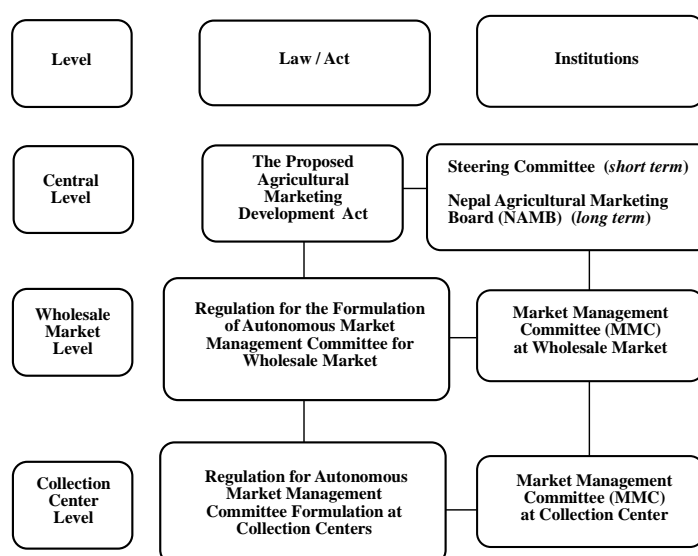 Level
Law / Act
Institutions
Central
Level
The Proposed
Agricultural
Marketing
Development Act
Steering Committee (short term)
Nepal Agricultural Marketing
Board (NAMB) (long term)
Wholesale
Market
Level
Regulation for the Formulation
of Autonomous Market
Management Committee for
Wholesale Market
Market Management
Committee (MMC)
at Wholesale Market
Collection
Center
Level
Regulation for Autonomous
Market Management
Committee Formulation at
Collection Centers
Market Management
Committee (MMC)
at Collection Center